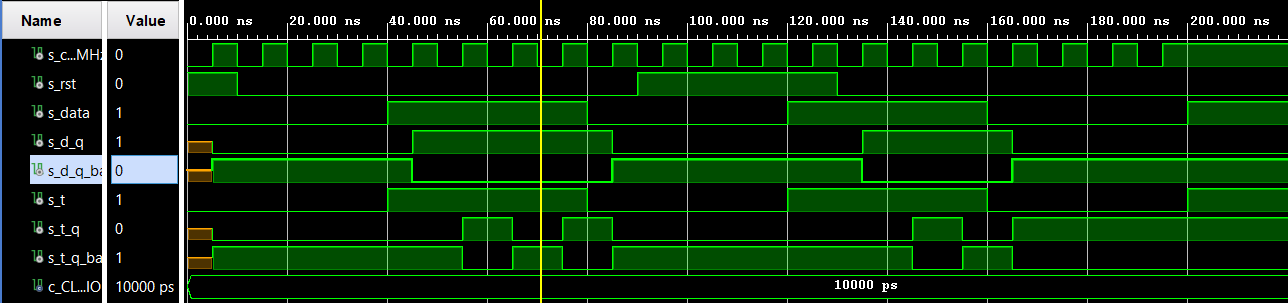 Name Value 0.000 ns 20.000 ns 40.000 ns 60.000 ns 80.000 ns 100.000 ns 120.000 ns 140.000 ns 160.000 ns 180.000 ns 200.000 ns
s_c...MHz 0
s_rst 0
s_data 1
s_d_q 1
s_d_q_ba 0
s_t 1
s_t_q 0
s_t_q_ba 1
c_CL...IO 10000 ps 10000 ps